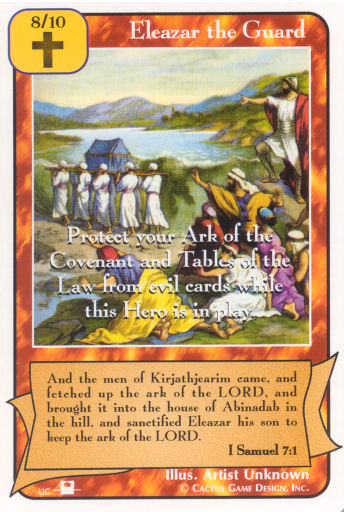 8/10
Eleazar the Guard
Protect your Ark of the
Covenant and Tables of the
Law from evil cards while
this Hero is in play.
And the men of Kirjathjearim came, and
fetched up the ark of the LORD, and
brought it into the house of Abinadab in
the hill, and sanctified Eleazar his son to
keep the ark of the LORD.
I Samuel 7:1
Illus. Artist Unknown
UC
© Cactus Game Design, Inc.